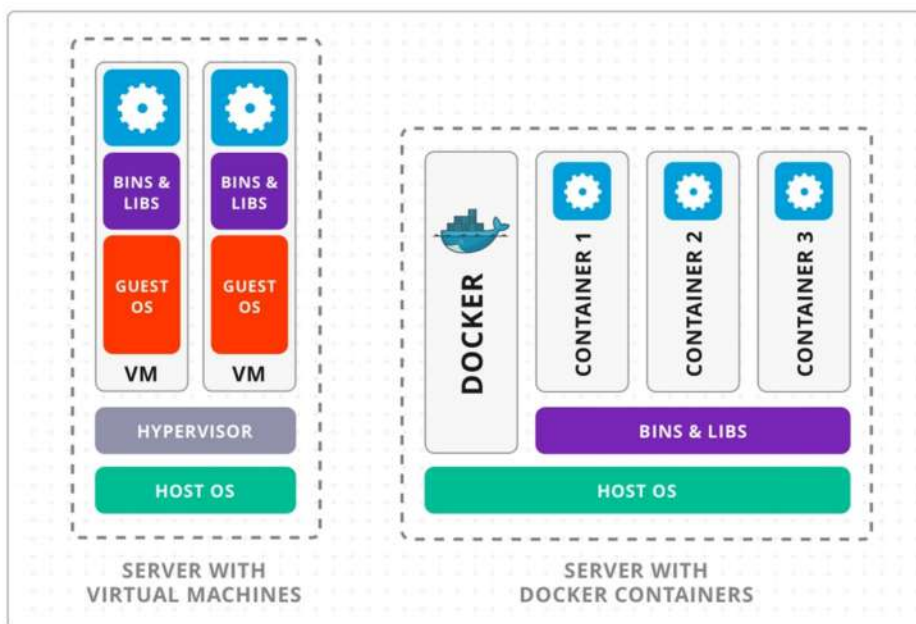 BINS &
LIBS
BINS &
LIBS
GUEST
OS
GUEST
OS
VM
VM
HYPERVISOR
HOST OS
SERVER WITH
VIRTUAL MACHINES
DOCKER
CONTAINER 1
CONTAINER 2
CONTAINER 3
BINS & LIBS
HOST OS
SERVER WITH
DOCKER CONTAINERS